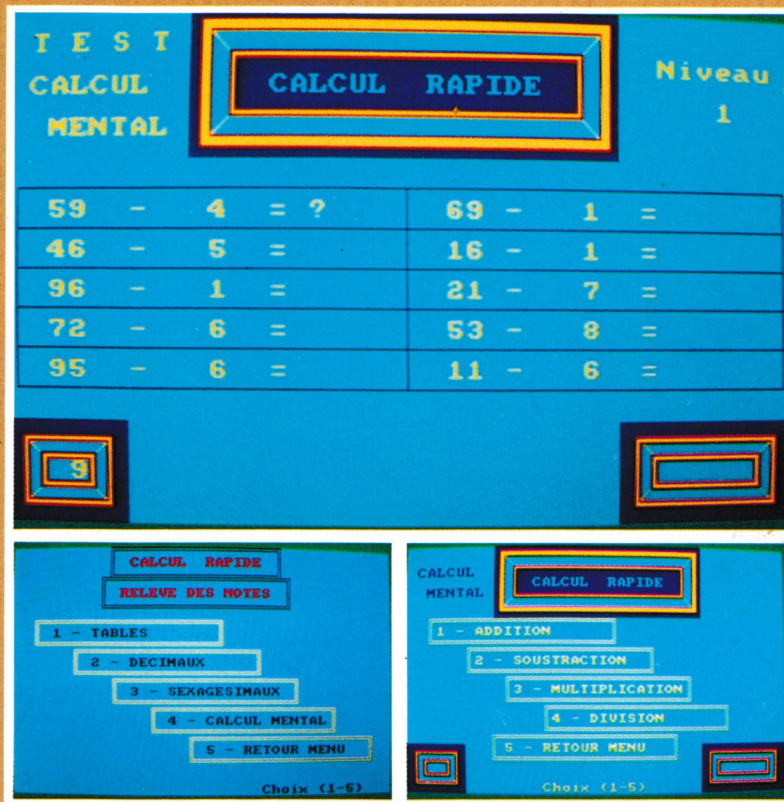 TEST
CALCUL
MENTAL
CALCUL RAPIDE
Niveau
1
59 - 4 = ? 69 - 1 =
46 - 5 = 16 - 1 =
96 - 1 = 21 - 7 =
72 - 6 = 53 - 8 =
95 - 6 = 11 - 6 =
9
CALCUL RAPIDE
RELEVE DES NOTES
1 - TABLES
2 - DECIMAUX
3 - SEXAGESIMAUX
4 - CALCUL MENTAL
5 - RETOUR MENU
Choix (1-5)
CALCUL
MENTAL
CALCUL RAPIDE
1 - ADDITION
2 - SOUSTRACTION
3 - MULTIPLICATION
4 - DIVISION
5 - RETOUR MENU
Choix (1-5)